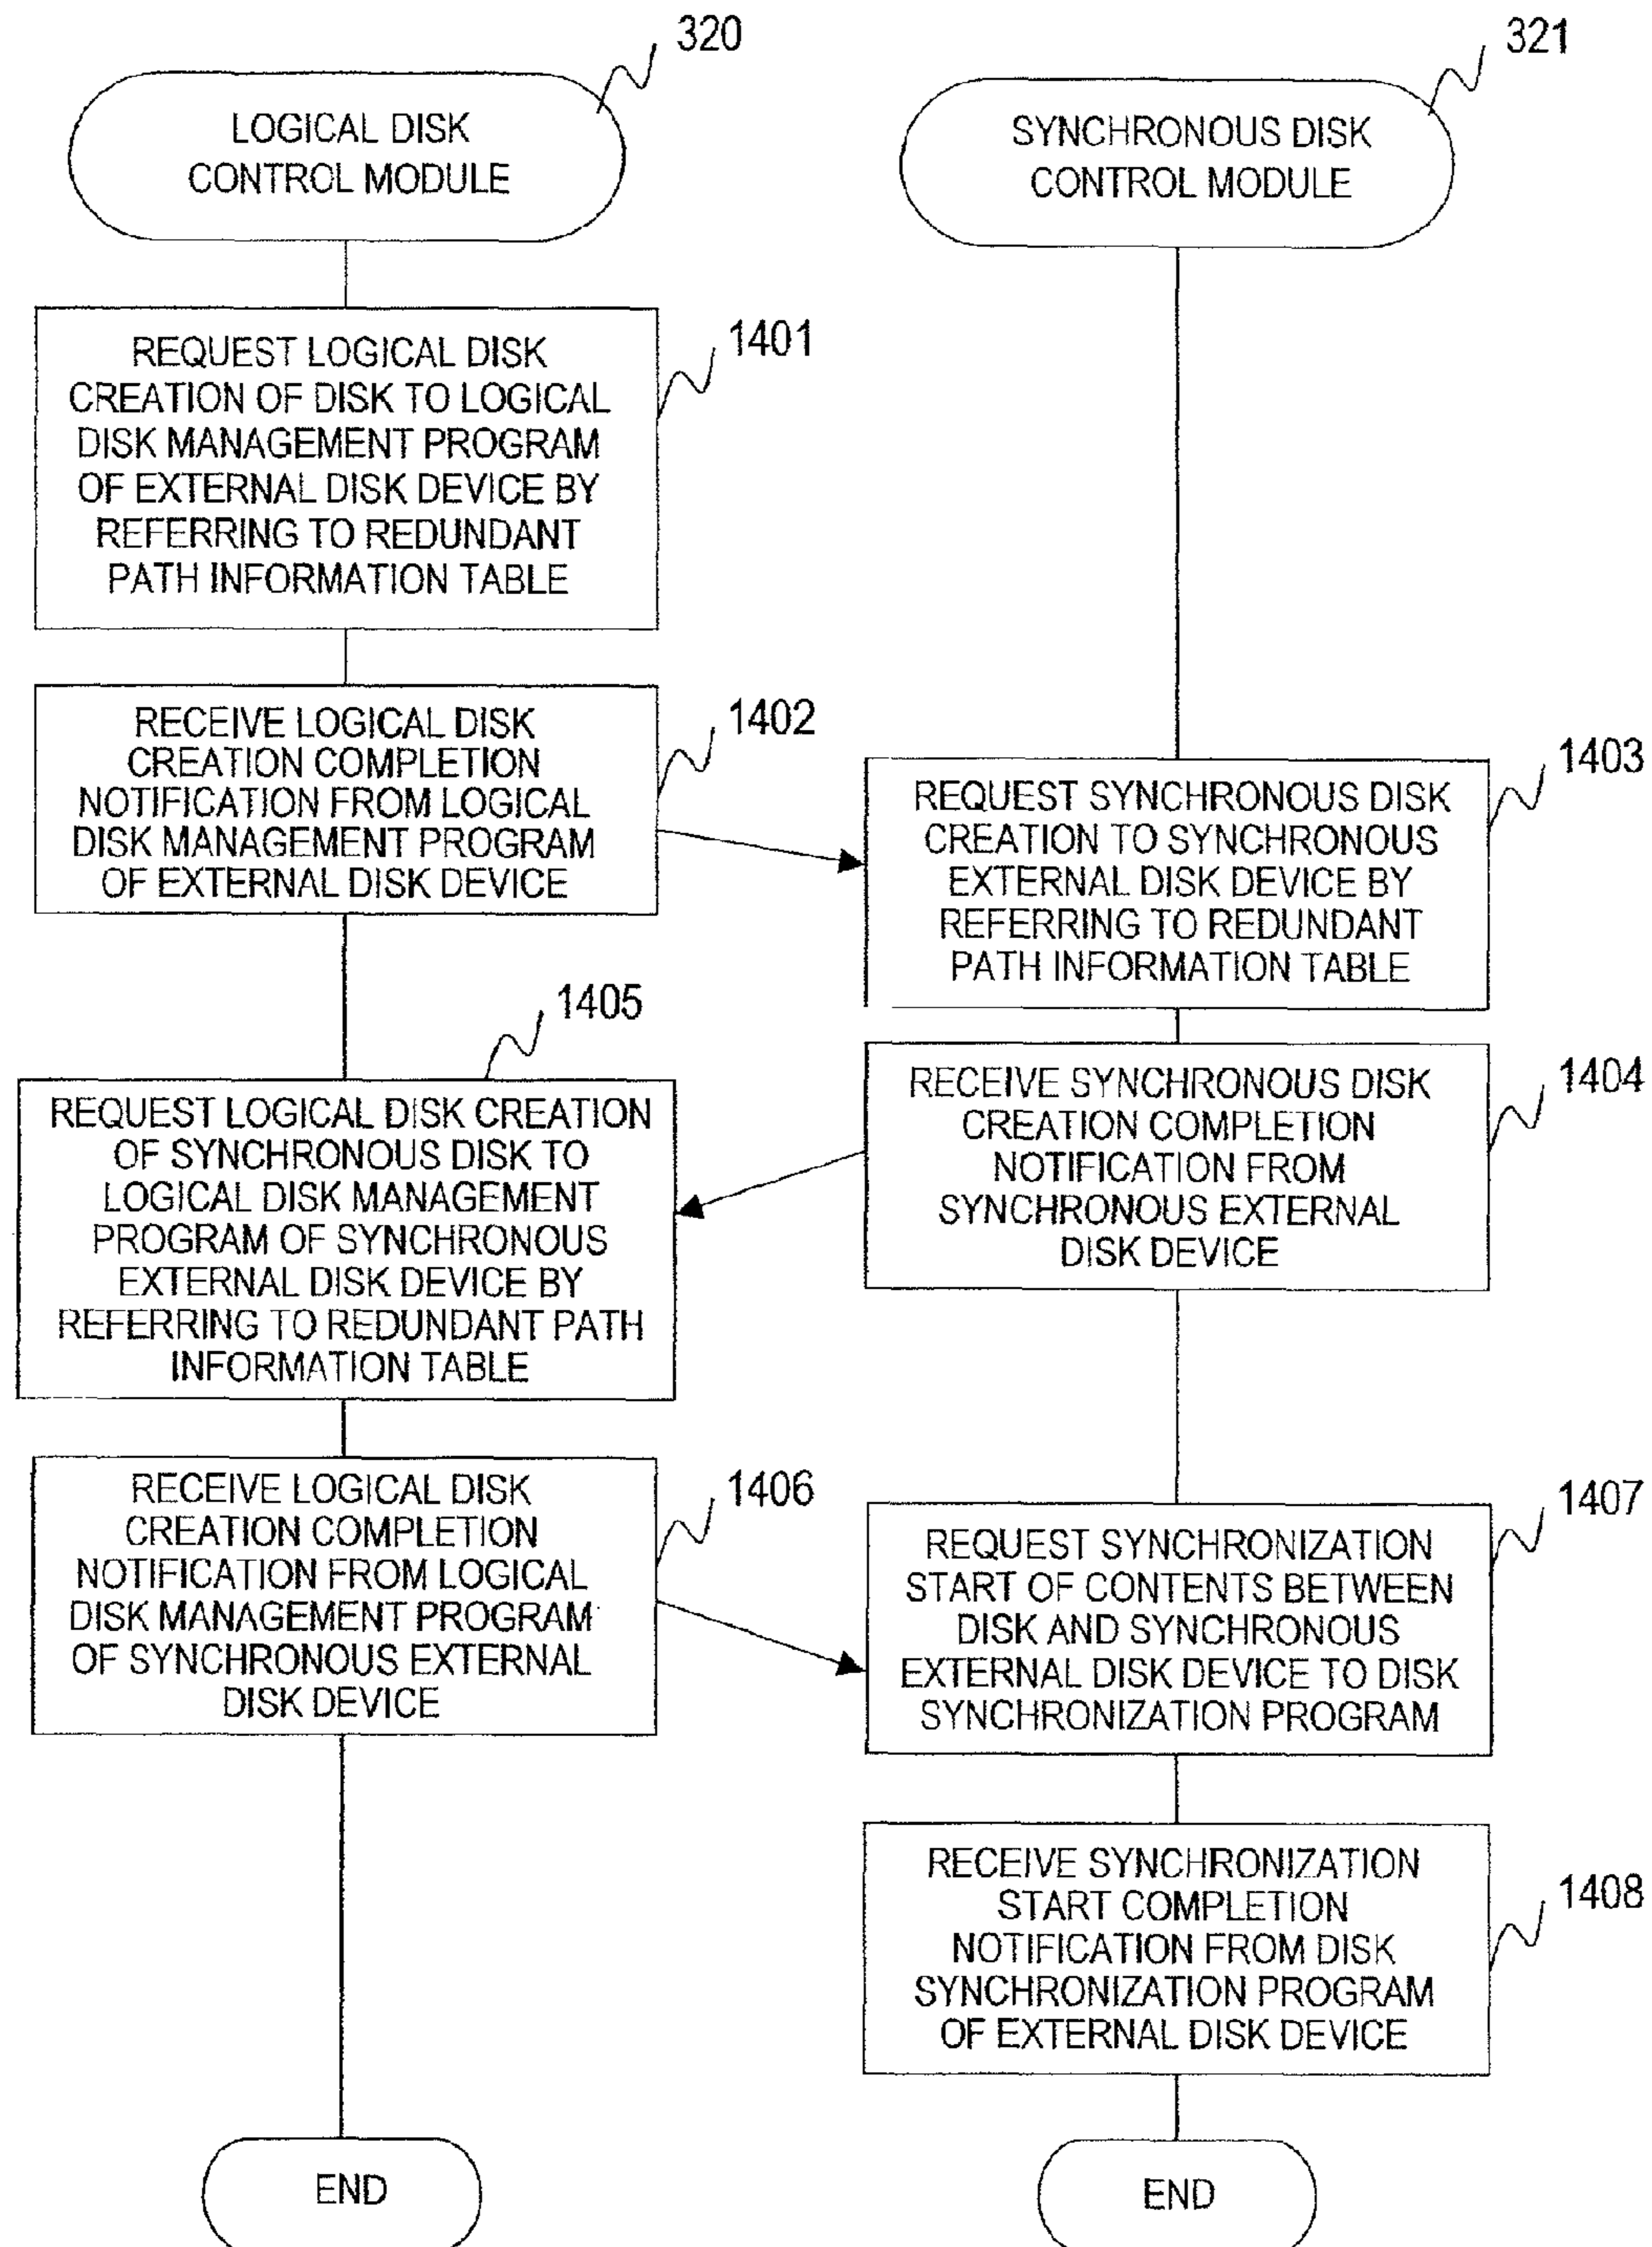 320
LOGICAL DISK
CONTROL MODULE
321
SYNCHRONOUS DISK
CONTROL MODULE
1401
REQUEST LOGICAL DISK
CREATION OF DISK TO LOGICAL
DISK MANAGEMENT PROGRAM
OF EXTERNAL DISK DEVICE BY
REFERRING TO REDUNDANT
PATH INFORMATION TABLE
1402
RECEIVE LOGICAL DISK
CREATION COMPLETION
NOTIFICATION FROM LOGICAL
DISK MANAGEMENT PROGRAM
OF EXTERNAL DISK DEVICE
1403
REQUEST SYNCHRONOUS DISK
CREATION TO SYNCHRONOUS
EXTERNAL DISK DEVICE BY
REFERRING TO REDUNDANT
PATH INFORMATION TABLE
1404
RECEIVE SYNCHRONOUS DISK
CREATION COMPLETION
NOTIFICATION FROM
SYNCHRONOUS EXTERNAL
DISK DEVICE
1405
REQUEST LOGICAL DISK CREATION
OF SYNCHRONOUS DISK TO
LOGICAL DISK MANAGEMENT
PROGRAM OF SYNCHRONOUS
EXTERNAL DISK DEVICE BY
REFERRING TO REDUNDANT PATH
INFORMATION TABLE
1406
RECEIVE LOGICAL DISK
CREATION COMPLETION
NOTIFICATION FROM LOGICAL
DISK MANAGEMENT PROGRAM
OF SYNCHRONOUS EXTERNAL
DISK DEVICE
1407
REQUEST SYNCHRONIZATION
START OF CONTENTS BETWEEN
DISK AND SYNCHRONOUS
EXTERNAL DISK DEVICE TO DISK
SYNCHRONIZATION PROGRAM
1408
RECEIVE SYNCHRONIZATION
START COMPLETION
NOTIFICATION FROM DISK
SYNCHRONIZATION PROGRAM
OF EXTERNAL DISK DEVICE
END
END